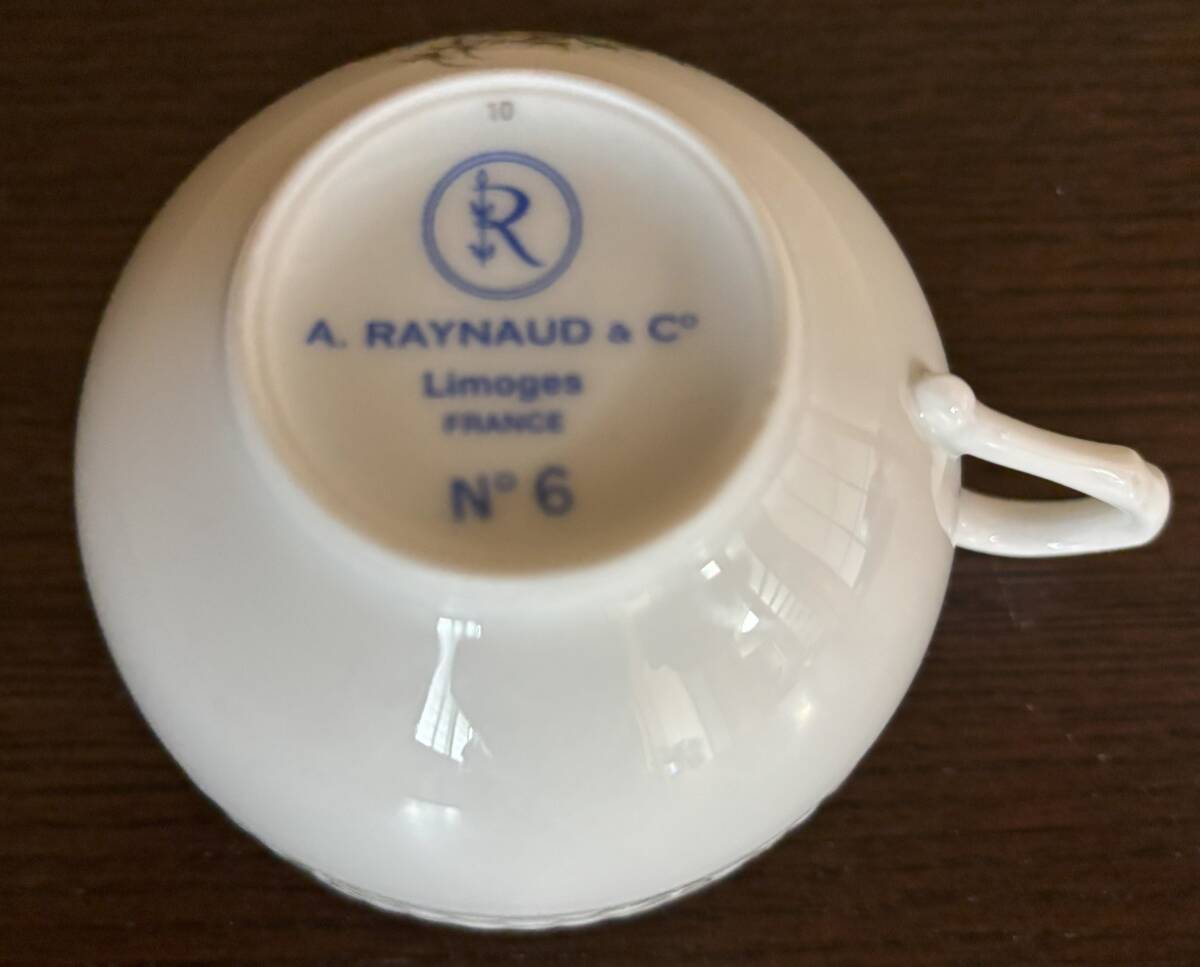 10
R
A. RAYNAUD & Cº
Limoges
FRANCE
Nº 6